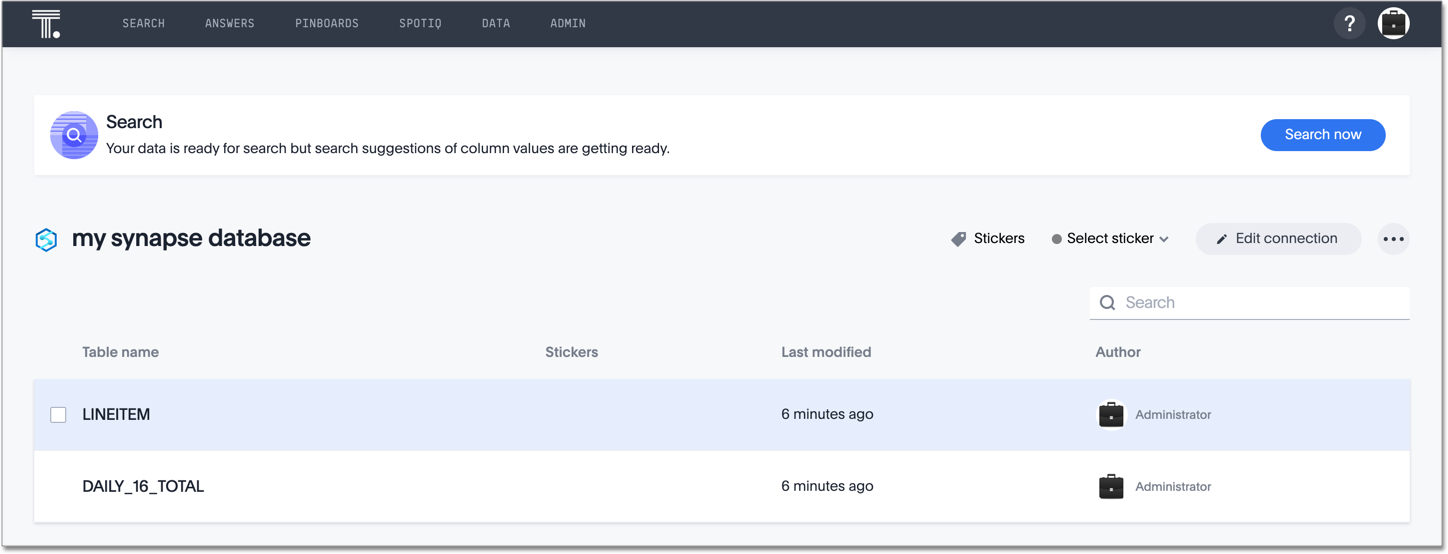 T. SEARCH ANSWERS PINBOARDS SPOTIQ DATA ADMIN ?
Search
Your data is ready for search but search suggestions of column values are getting ready.
Search now
my synapse database
Stickers Select sticker Edit connection
Search
Table name Stickers Last modified Author
LINEITEM 6 minutes ago Administrator
DAILY_16_TOTAL 6 minutes ago Administrator